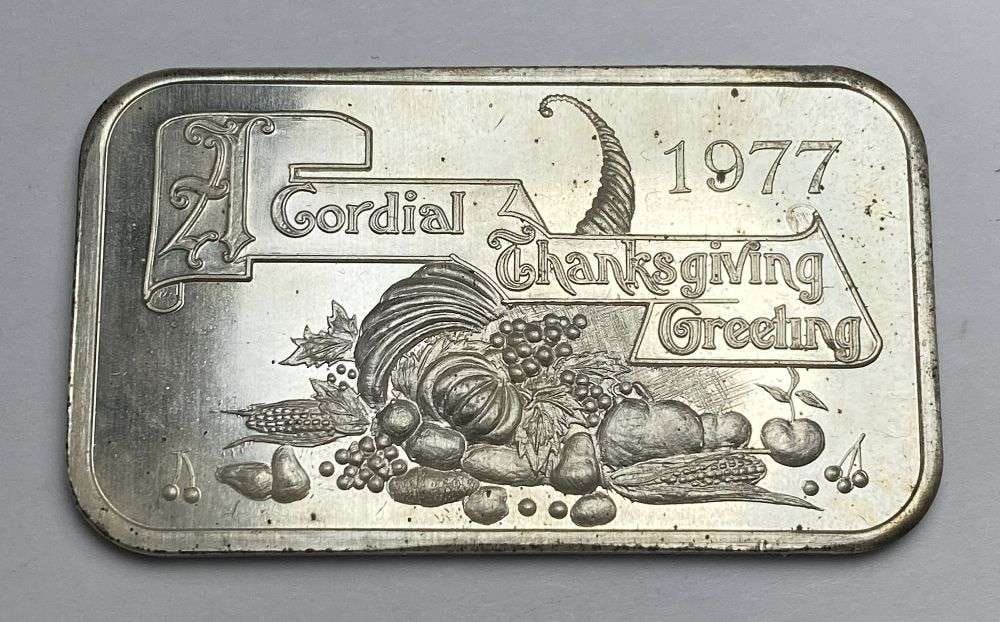 1977
A Cordial
Thanksgiving
Greeting